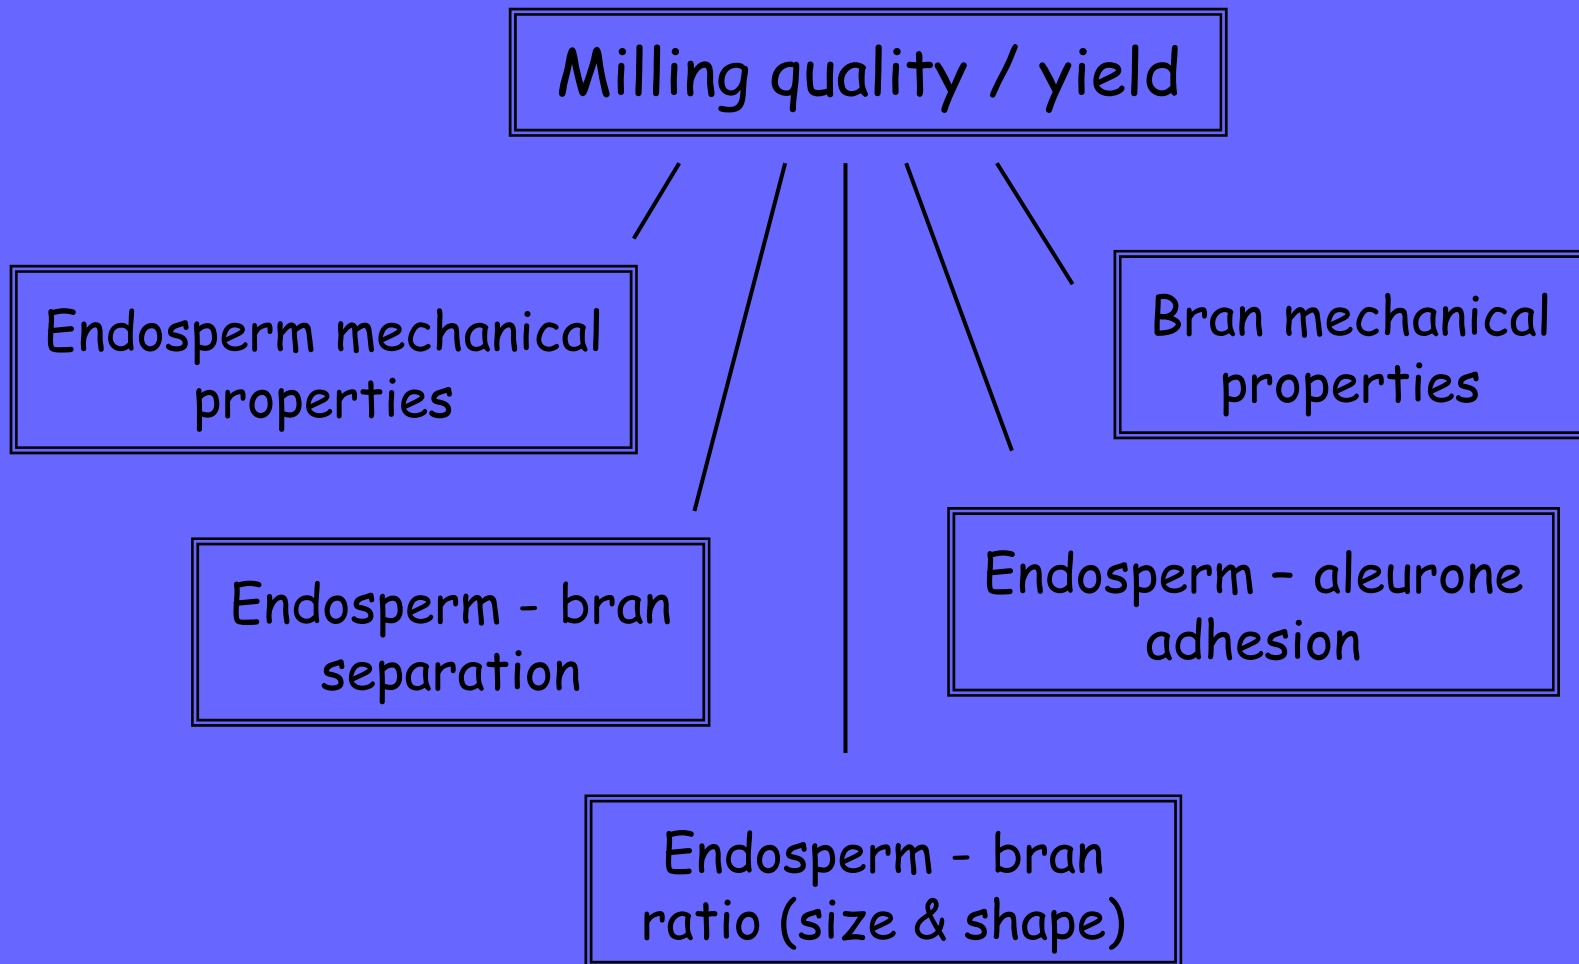 Milling quality / yield
Endosperm mechanical
properties
Bran mechanical
properties
Endosperm - bran
separation
Endosperm – aleurone
adhesion
Endosperm - bran
ratio (size & shape)